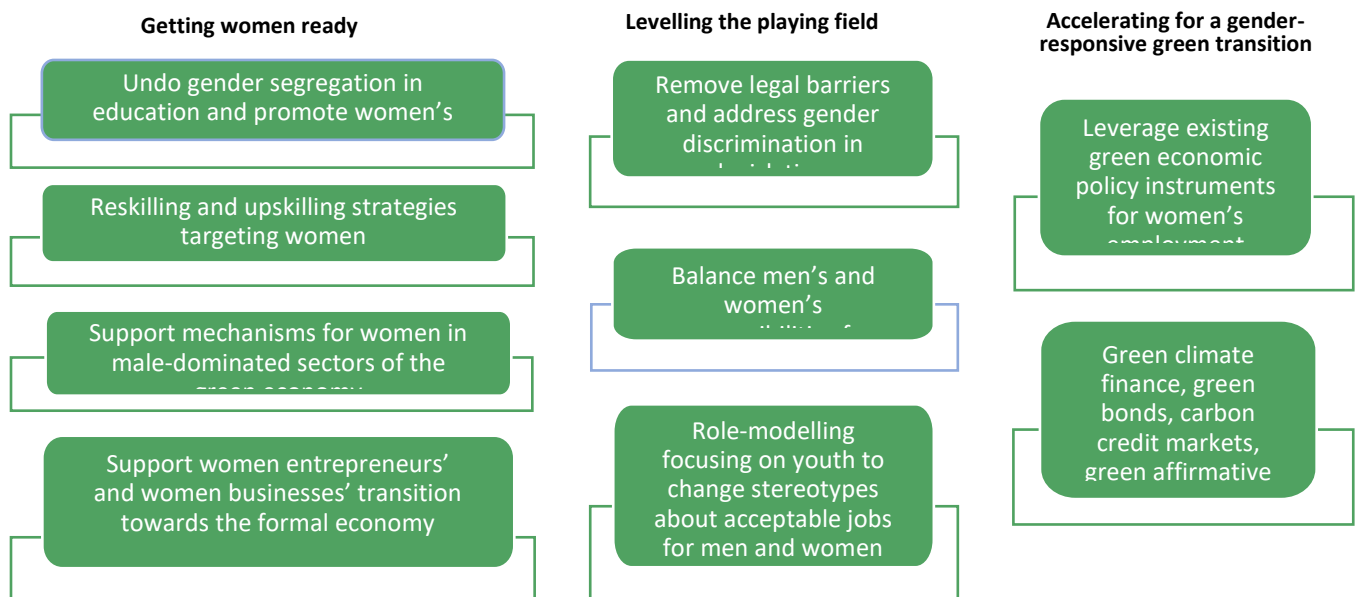 Getting women ready
Undo gender segregation in
education and promote women's
Reskilling and upskilling strategies
targeting women
Support mechanisms for women in
male-dominated sectors of the
green economy
Support women entrepreneurs'
and women businesses' transition
towards the formal economy
Levelling the playing field
Remove legal barriers
and address gender
discrimination in
Balance men's and
women's
Role-modelling
focusing on youth to
change stereotypes
about acceptable jobs
for men and women
Accelerating for a gender-
responsive green transition
Leverage existing
green economic
policy instruments
for women's
employment
Green climate
finance, green
bonds, carbon
credit markets,
green affirmative